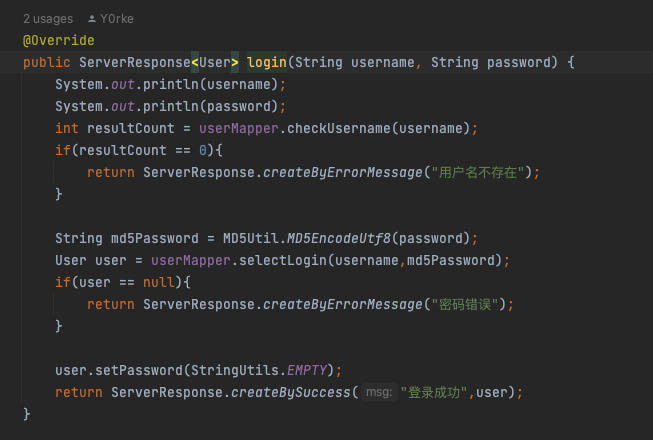 2 usages Y0rke
@Override
public ServerResponse<User> login(String username, String password) {
System.out.println(username);
System.out.println(password);
int resultCount = userMapper.checkUsername(username);
if(resultCount == 0){
return ServerResponse.createByErrorMessage("用户名不存在");
}
String md5Password = MD5Util.MD5EncodeUtf8(password);
User user = userMapper.selectLogin(username,md5Password);
if(user == null){
return ServerResponse.createByErrorMessage("密码错误");
}
user.setPassword(StringUtils.EMPTY);
return ServerResponse.createBySuccess( msg: "登录成功",user);
}